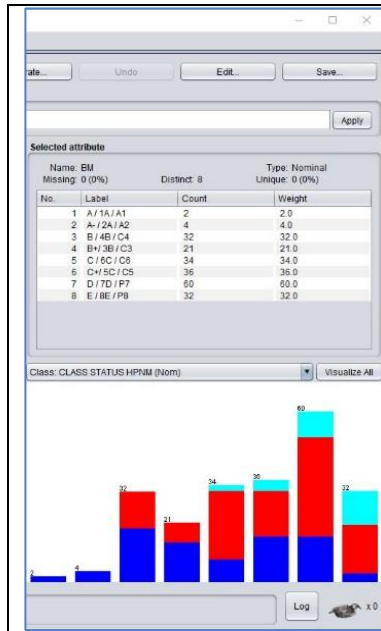 rate... Undo Edit... Save...
Apply
Selected attribute
Name: BM Type: Nominal
Missing: 0 (0%) Distinct: 8 Unique: 0 (0%)
No. Label Count Weight
1 A / 1A / A1 2 2.0
2 A- / 2A / A2 4 4.0
3 B / 4B / C4 32 32.0
4 B+/ 3B / C3 21 21.0
5 C / 6C / C6 34 34.0
6 C+/ 5C / C5 36 36.0
7 D / 7D / P7 60 60.0
8 E / 8E / P8 32 32.0
Class: CLASS STATUS HPNM (Nom) Visualize All
60
32 34 36 32
21
2 4
Log x 0